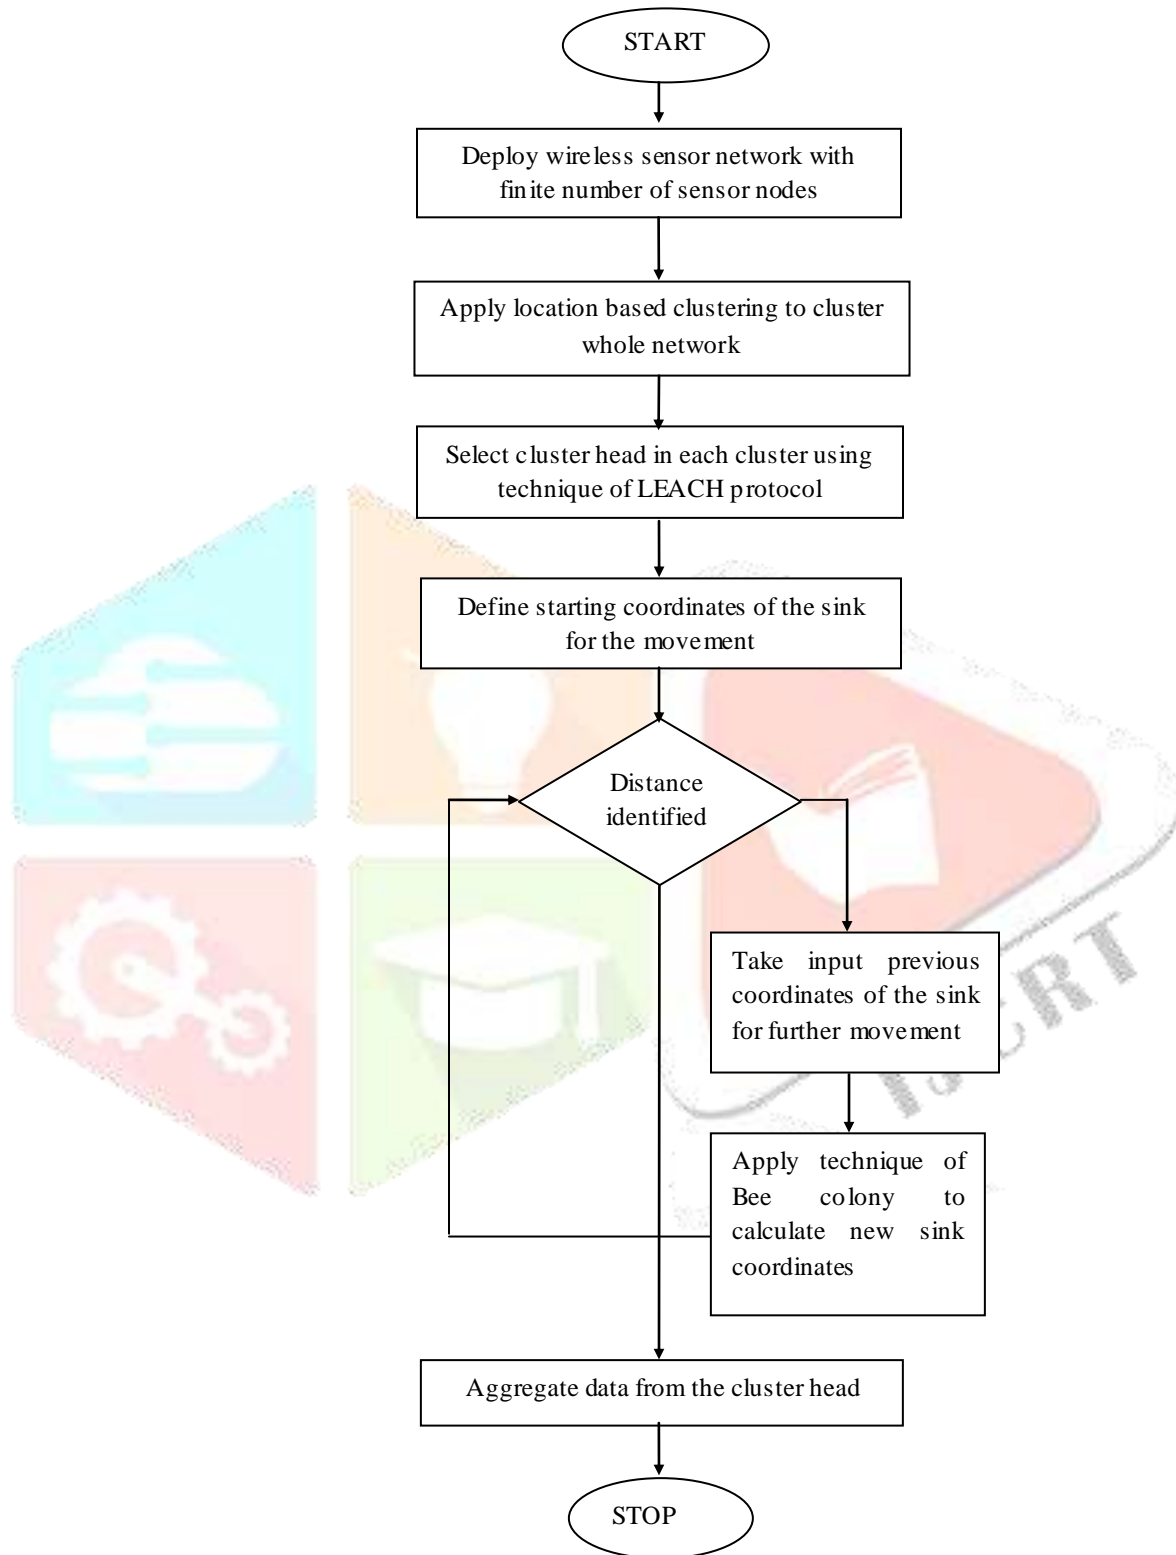 START
Deploy wireless sensor network with
finite number of sensor nodes
Apply location based clustering to cluster
whole network
Select cluster head in each cluster using
technique of LEACH protocol
Define starting coordinates of the sink
for the movement
Distance
identified
Take input previous
coordinates of the sink
for further movement
Apply technique of
Bee colony to
calculate new sink
coordinates
Aggregate data from the cluster head
STOP